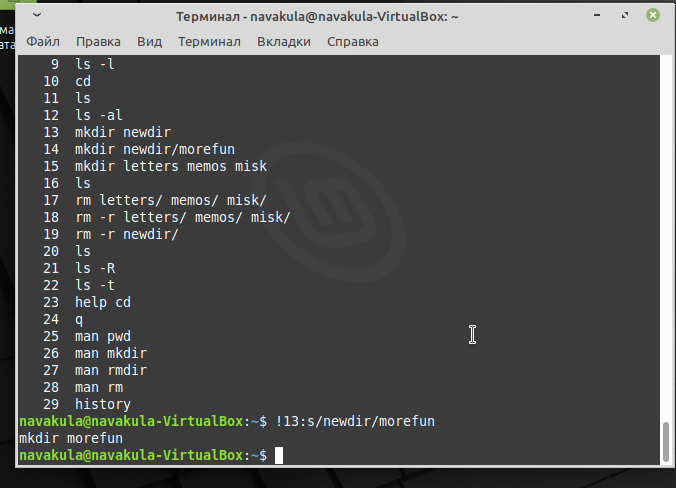 ма
ата
Терминал - navakula@navakula-VirtualBox: ~
Файл Правка Вид Терминал Вкладки Справка
9 ls -l
10 cd
11 ls
12 ls -al
13 mkdir newdir
14 mkdir newdir/morefun
15 mkdir letters memos misk
16 ls
17 rm letters/ memos/ misk/
18 rm -r letters/ memos/ misk/
19 rm -r newdir/
20 ls
21 ls -R
22 ls -t
23 help cd
24 q
25 man pwd
26 man mkdir
27 man rmdir
28 man rm
29 history
navakula@navakula-VirtualBox:~$ !13:s/newdir/morefun
mkdir morefun
navakula@navakula-VirtualBox:~$